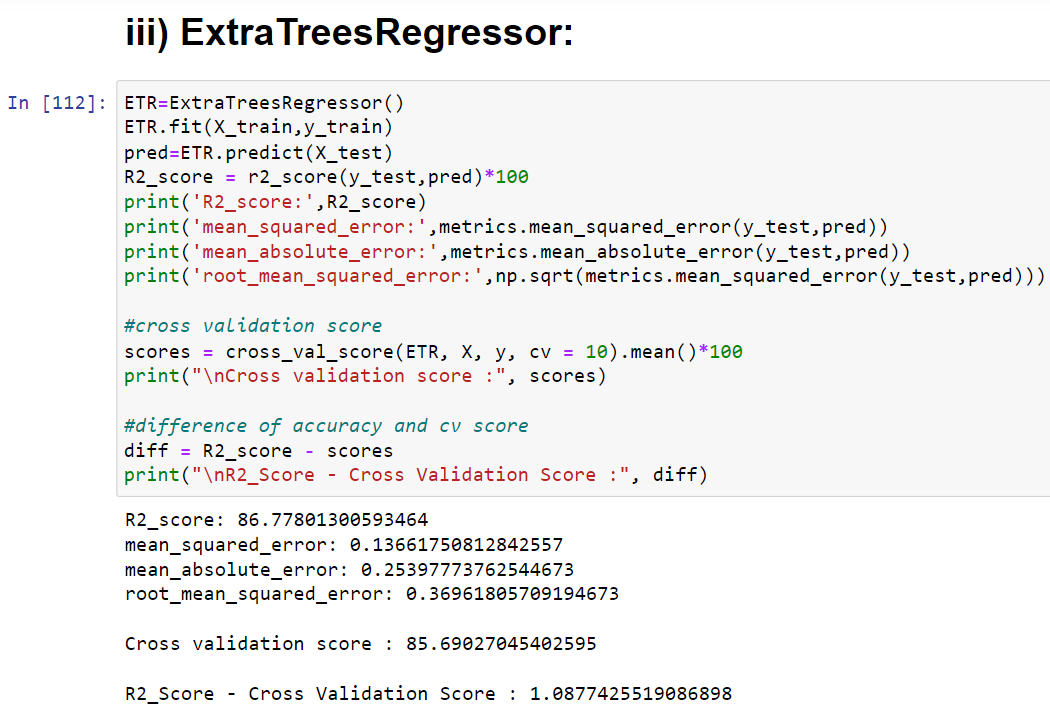 iii) ExtraTreesRegressor:
In [112]:
ETR=ExtraTreesRegressor()
ETR.fit(X_train,y_train)
pred=ETR.predict(X_test)
R2_score = r2_score(y_test,pred)*100
print('R2_score:',R2_score)
print('mean_squared_error:',metrics.mean_squared_error(y_test,pred))
print('mean_absolute_error:',metrics.mean_absolute_error(y_test,pred))
print('root_mean_squared_error:',np.sqrt(metrics.mean_squared_error(y_test,pred)))
#cross validation score
scores = cross_val_score(ETR, X, y, cv = 10).mean()*100
print("\nCross validation score :", scores)
#difference of accuracy and cv score
diff = R2_score - scores
print("\nR2_Score - Cross Validation Score :", diff)
R2_score: 86.77801300593464
mean_squared_error: 0.13661750812842557
mean_absolute_error: 0.25397773762544673
root_mean_squared_error: 0.36961805709194673
Cross validation score : 85.69027045402595
R2_Score - Cross Validation Score : 1.0877425519086898